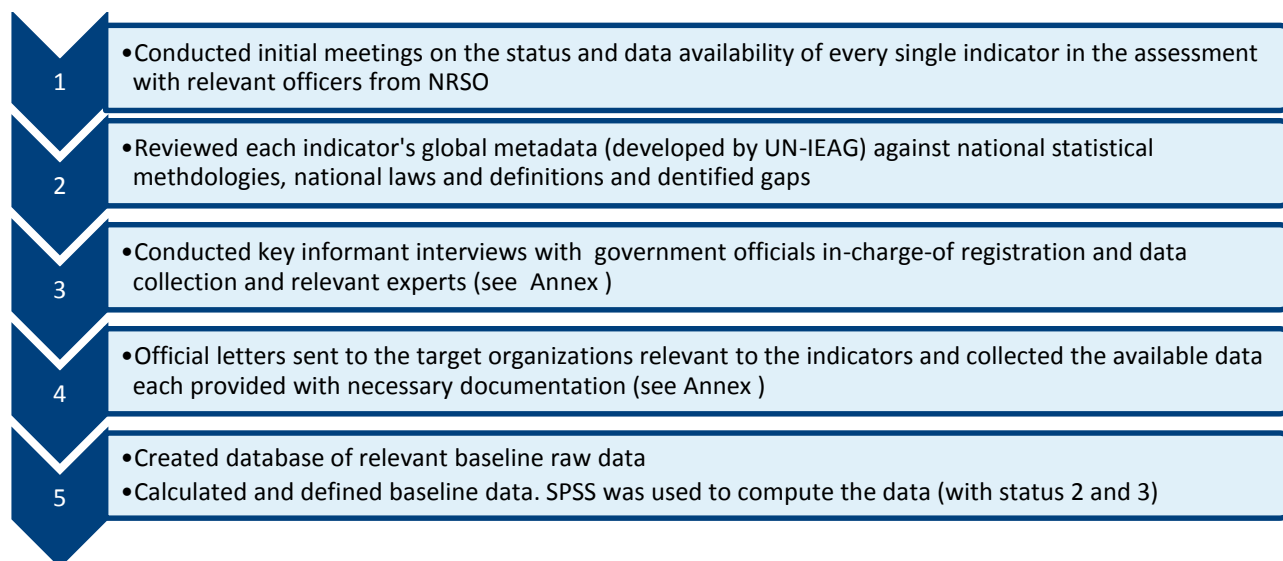 1
•Conducted initial meetings on the status and data availability of every single indicator in the assessment
with relevant officers from NRSO
2
•Reviewed each indicator's global metadata (developed by UN-IEAG) against national statistical
methdologies, national laws and definitions and dentified gaps
3
•Conducted key informant interviews with government officials in-charge-of registration and data
collection and relevant experts (see Annex )
4
•Official letters sent to the target organizations relevant to the indicators and collected the available data
each provided with necessary documentation (see Annex )
5
•Created database of relevant baseline raw data
•Calculated and defined baseline data. SPSS was used to compute the data (with status 2 and 3)